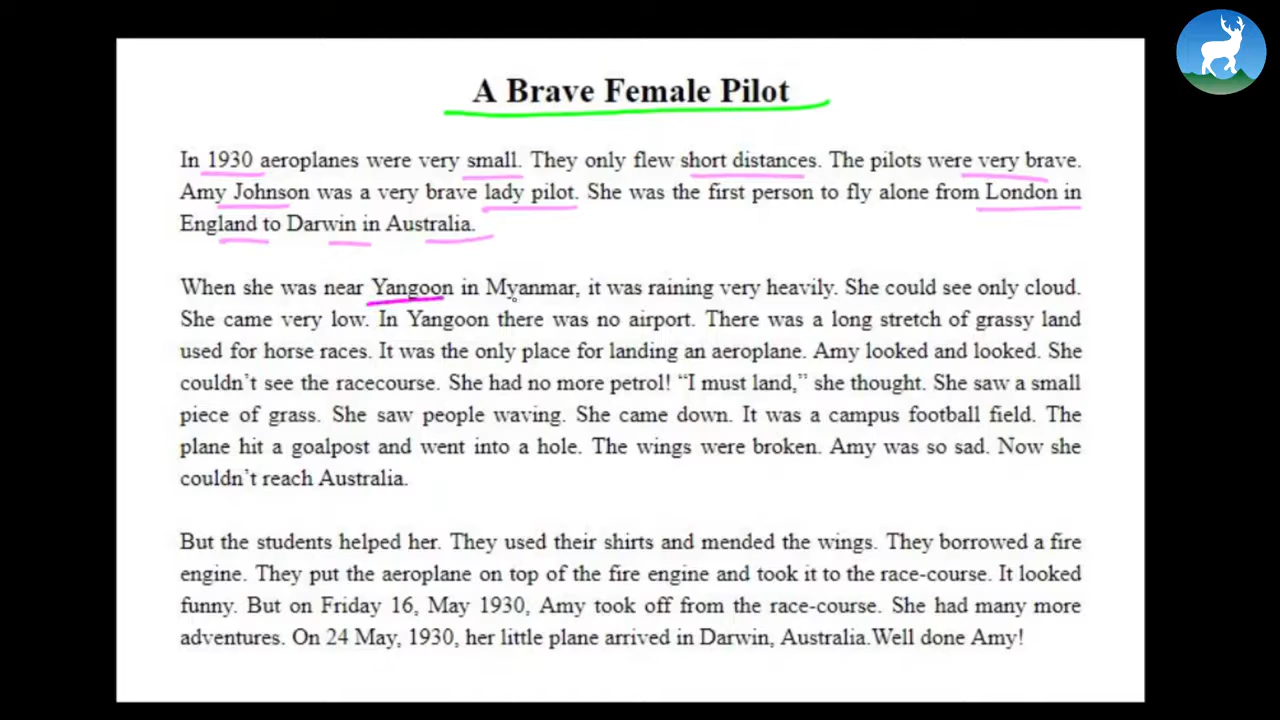 A Brave Female Pilot
In 1930 aeroplanes were very small. They only flew short distances. The pilots were very brave.
Amy Johnson was a very brave lady pilot. She was the first person to fly alone from London in
England to Darwin in Australia.
When she was near Yangoon in Myanmar, it was raining very heavily. She could see only cloud.
She came very low. In Yangoon there was no airport. There was a long stretch of grassy land
used for horse races. It was the only place for landing an aeroplane. Amy looked and looked. She
couldn't see the racecourse. She had no more petrol! “I must land,” she thought. She saw a small
piece of grass. She saw people waving. She came down. It was a campus football field. The
plane hit a goalpost and went into a hole. The wings were broken. Amy was so sad. Now she
couldn't reach Australia.
But the students helped her. They used their shirts and mended the wings. They borrowed a fire
engine. They put the aeroplane on top of the fire engine and took it to the race-course. It looked
funny. But on Friday 16, May 1930, Amy took off from the race-course. She had many more
adventures. On 24 May, 1930, her little plane arrived in Darwin, Australia.Well done Amy!